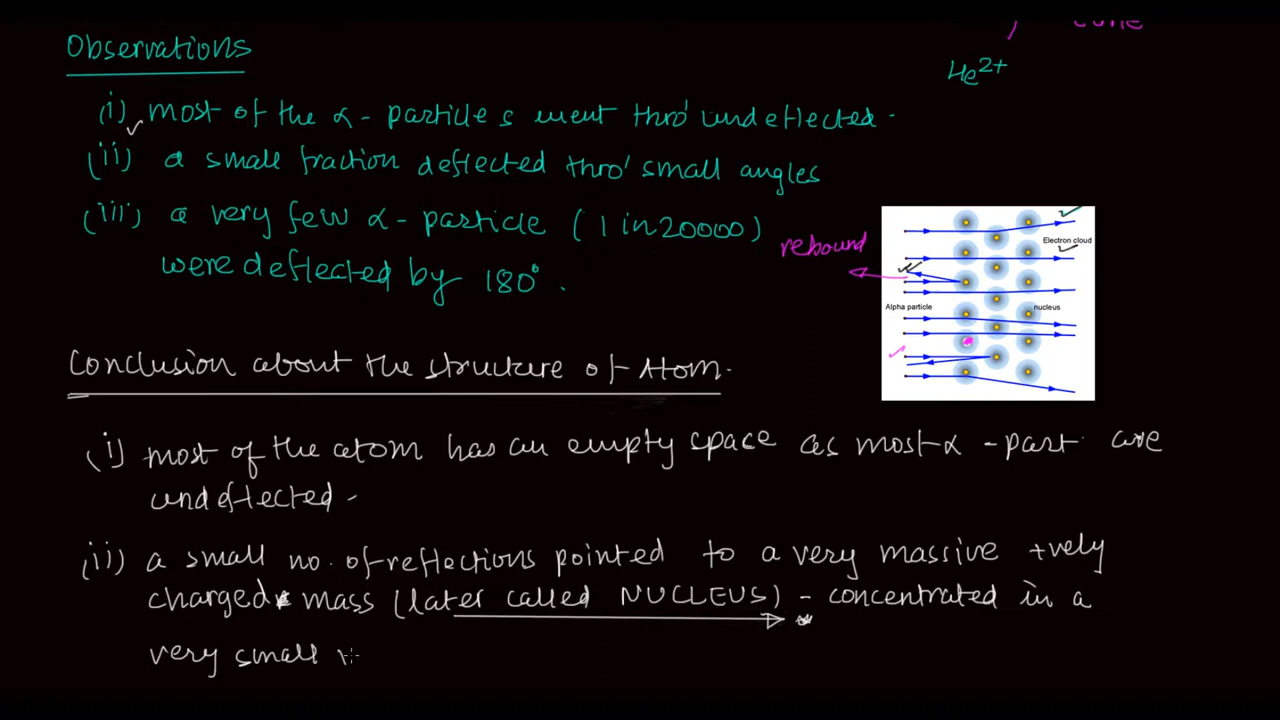 Observations
He2+
(i) most of the α - particles went thro' undeflected.
(ii) a small fraction deflected thro' small angles
(iii) a very few α - particle (1 in 20000)
were deflected by 180°.
rebound
Electron cloud
Alpha particle
nucleus
Conclusion about the structure of Atom.
(i) most of the atom has an empty space as most α - part. are
undeflected -
(ii) a small no. of reflections pointed to a very massive +vely
charged mass (later called NUCLEUS) - concentrated in a
very small